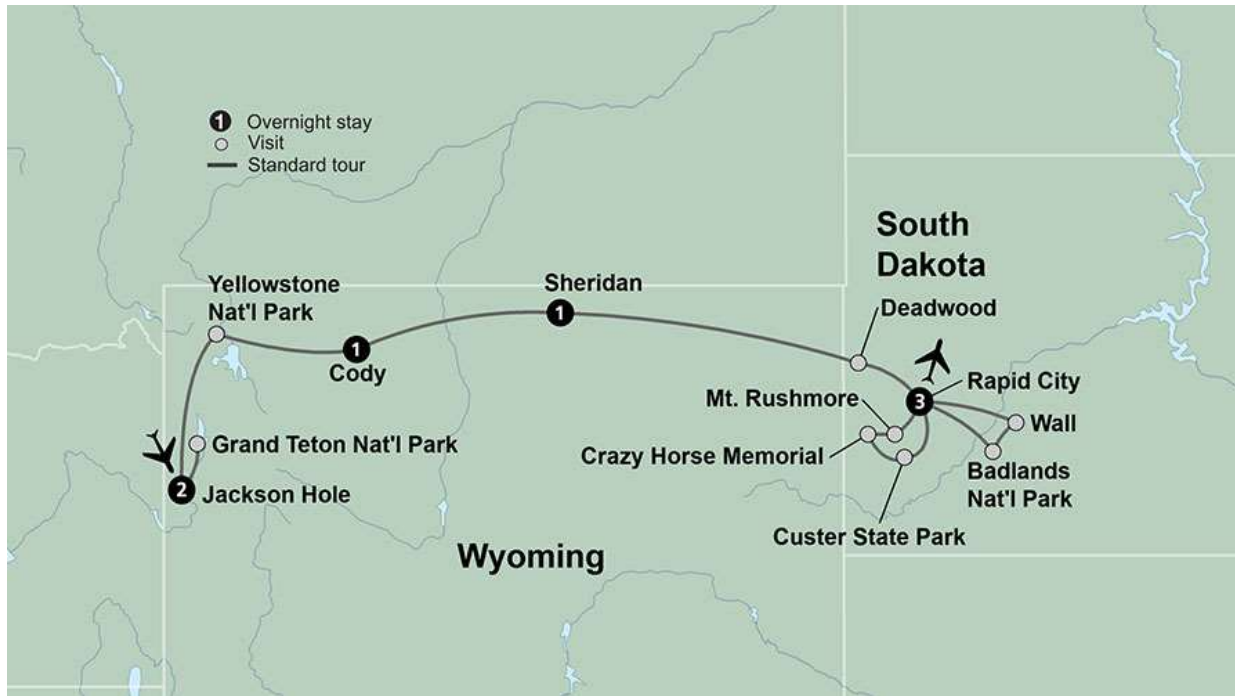 1 Overnight stay
Visit
Standard tour
South
Dakota
Yellowstone
Nat'l Park
Sheridan
Deadwood
1
1
Cody
Rapid City
3
Mt. Rushmore
Wall
Grand Teton Nat'l Park
Crazy Horse Memorial
Badlands
Nat'l Park
2
Jackson Hole
Custer State Park
Wyoming